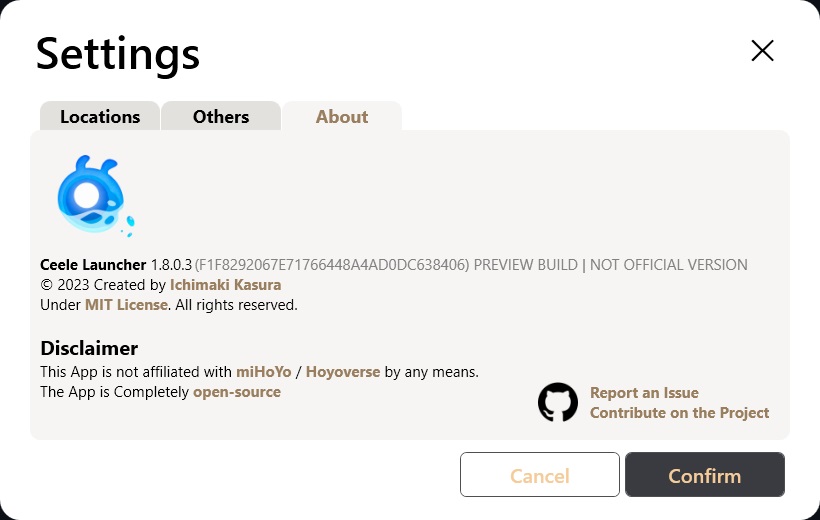 Settings
Locations
Others
About
Ceele Launcher 1.8.0.3 (F1F8292067E71766448A4AD0DC638406) PREVIEW BUILD | NOT OFFICIAL VERSION
© 2023 Created by Ichimaki Kasura
Under MIT License. All rights reserved.
Disclaimer
This App is not affiliated with miHoYo / Hoyoverse by any means.
The App is Completely open-source
Report an Issue
Contribute on the Project
Cancel
Confirm